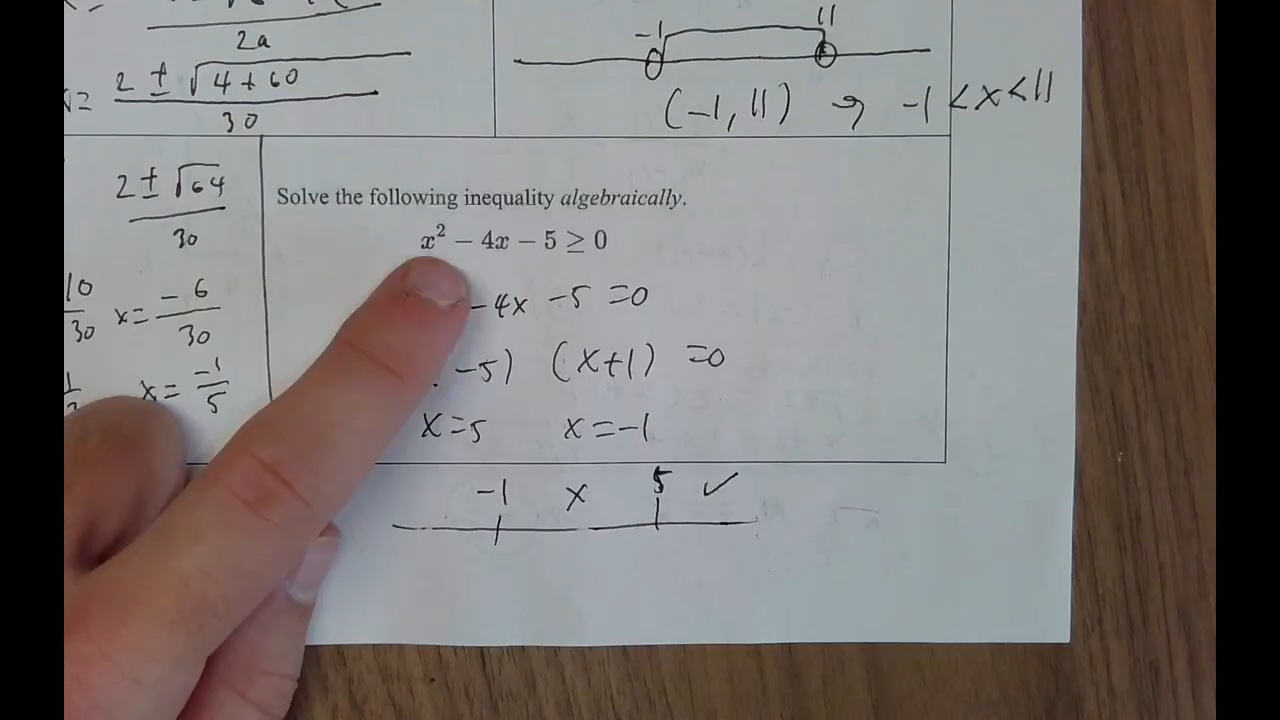 2a
2 ± √4+60
30
-1 11
(-1, 11) → -1 < x < 11
2 ± √64
30
10
30
x = -6
30
x = -1
5
Solve the following inequality algebraically.
x² − 4x − 5 ≥ 0
-4x -5 =0
-5) (x+1) =0
x=5 x=-1
-1 x 5 ✓